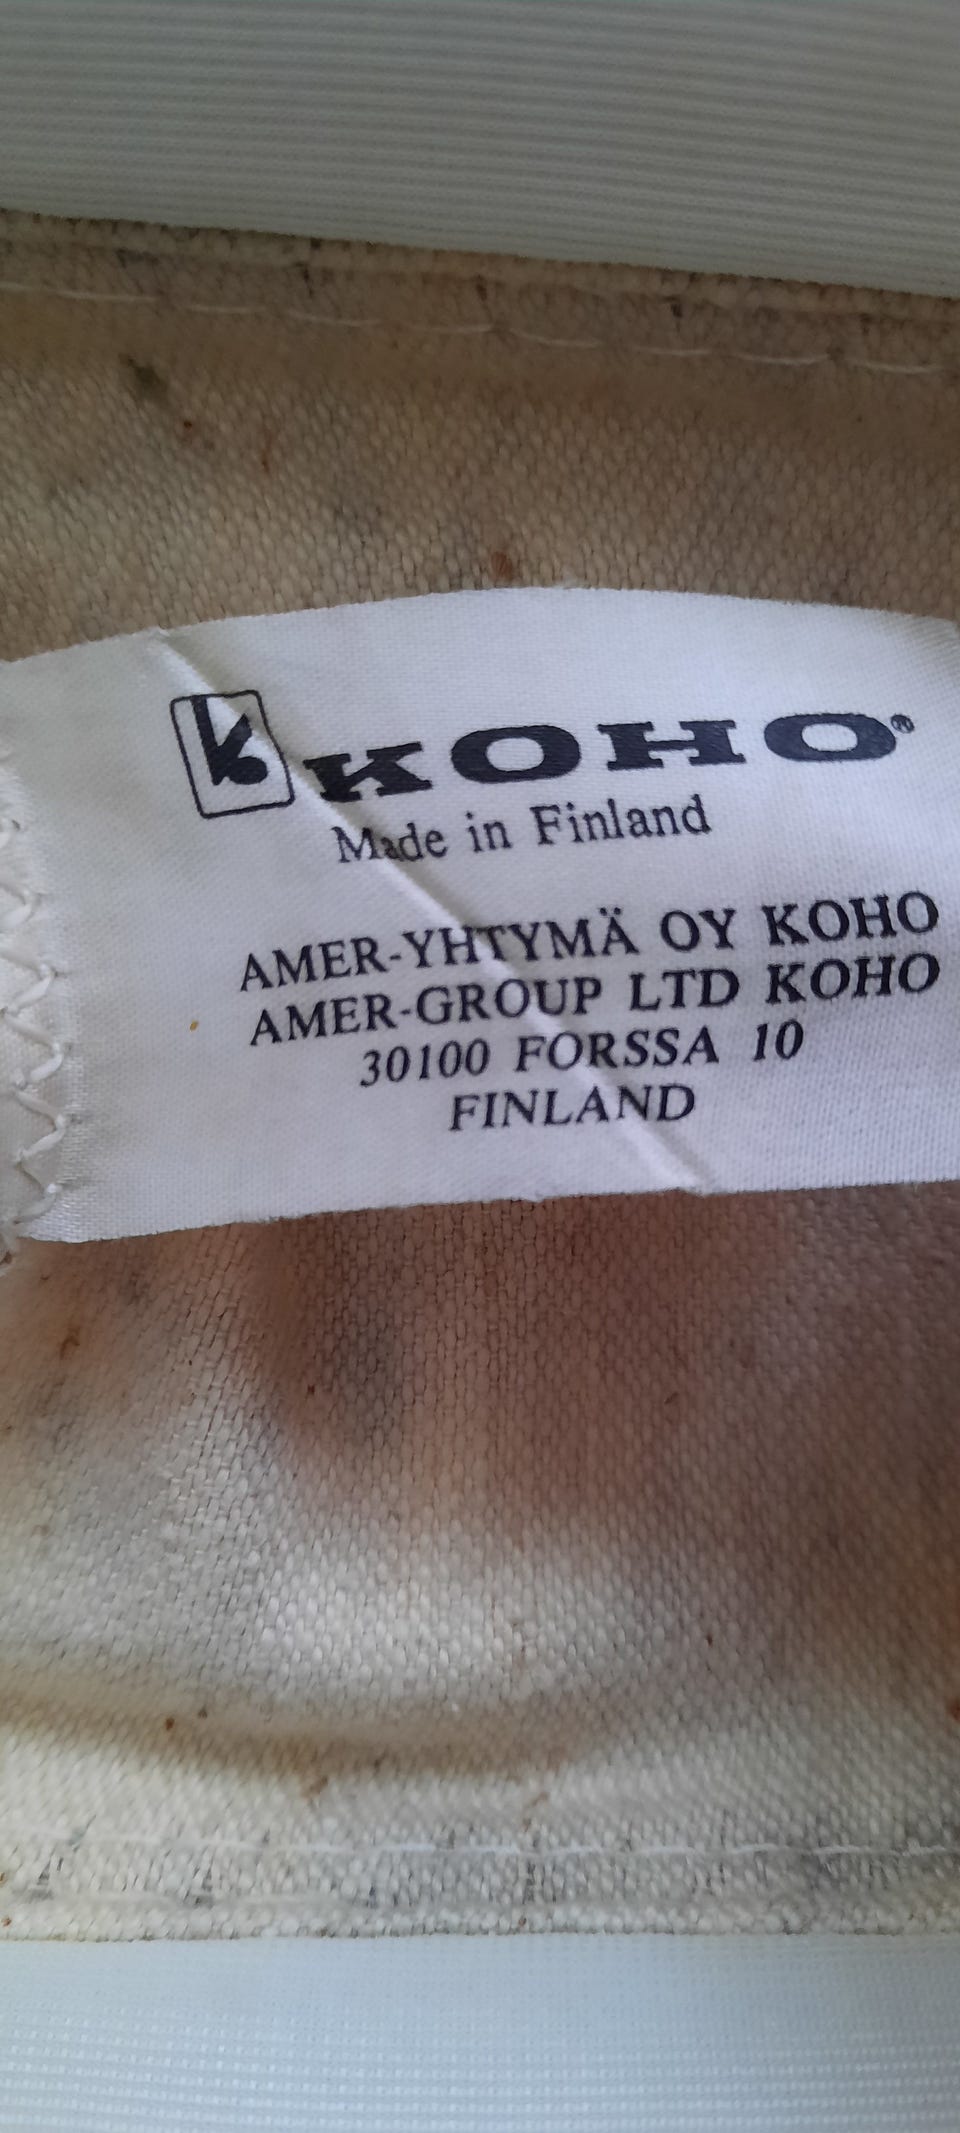 k KOHO®
Made in Finland
AMER-YHTYMÄ OY KOHO
AMER-GROUP LTD KOHO
30100 FORSSA 10
FINLAND